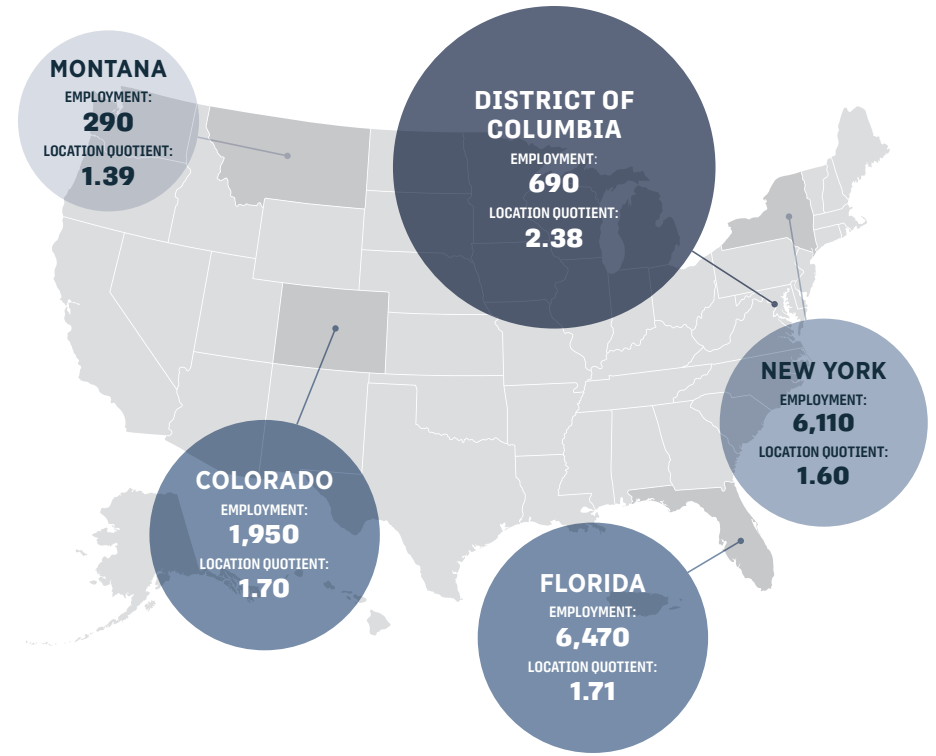 MONTANA
EMPLOYMENT:
290
LOCATION QUOTIENT:
1.39
DISTRICT OF
COLUMBIA
EMPLOYMENT:
690
LOCATION QUOTIENT:
2.38
NEW YORK
EMPLOYMENT:
6,110
LOCATION QUOTIENT:
1.60
COLORADO
EMPLOYMENT:
1,950
LOCATION QUOTIENT:
1.70
FLORIDA
EMPLOYMENT:
6,470
LOCATION QUOTIENT:
1.71